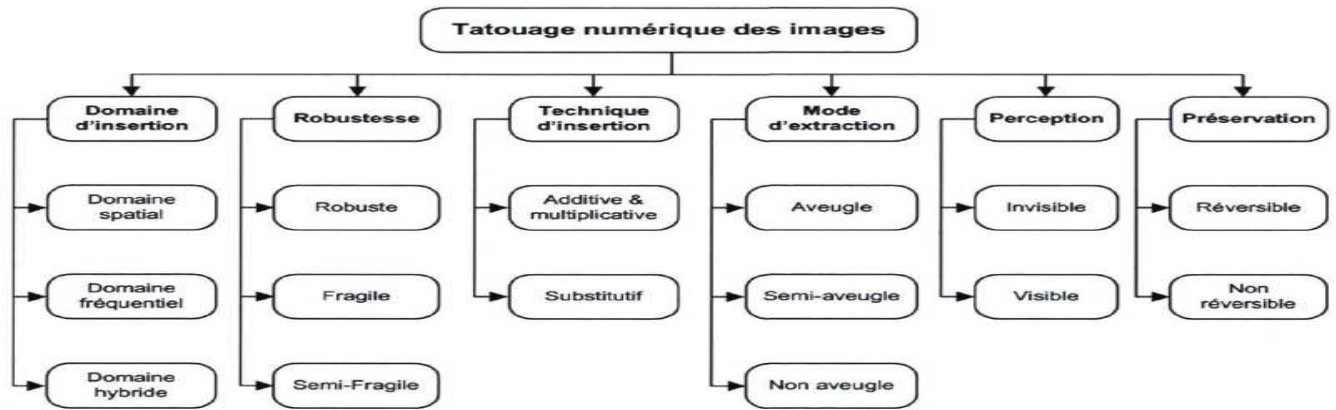 Tatouage numérique des images
Domaine
d'insertion
Robustesse
Technique
d'insertion
Mode
d'extraction
Perception
Préservation
Domaine
spatial
Robuste
Additive &
multiplicative
Aveugle
Invisible
Réversible
Domaine
fréquentiel
Fragile
Substitutif
Semi-aveugle
Visible
Non
réversible
Domaine
hybride
Semi-Fragile
Non aveugle